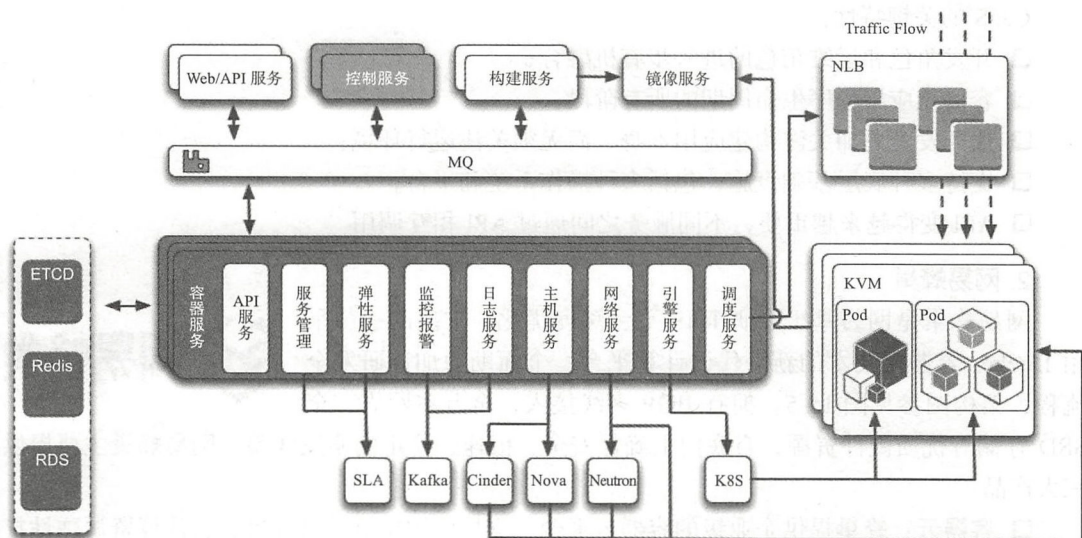 Traffic Flow
NLB
Web/API 服务
控制服务
构建服务
镜像服务
MQ
ETCD
Redis
RDS
容器服务
API服务
服务管理
弹性服务
监控报警
日志服务
主机服务
网络服务
引擎服务
调度服务
KVM
Pod
Pod
SLA
Kafka
Cinder
Nova
Neutron
K8S